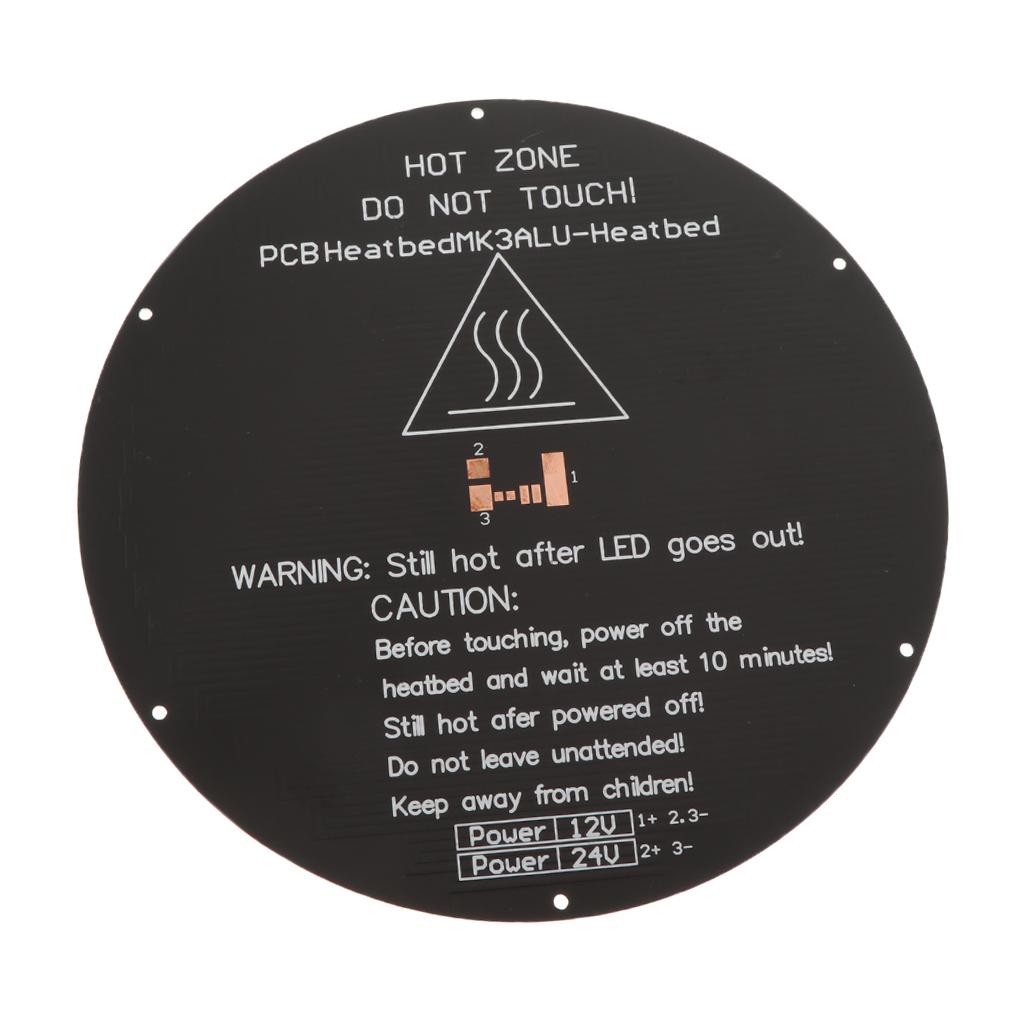 HOT ZONE
DO NOT TOUCH!
PCBHeatbedMK3ALU-Heatbed
2
1
3
WARNING: Still hot after LED goes out!
CAUTION:
Before touching, power off the
heatbed and wait at least 10 minutes!
Still hot afer powered off!
Do not leave unattended!
Keep away from children!
Power 12V 1+ 2.3-
Power 24V 2+ 3-